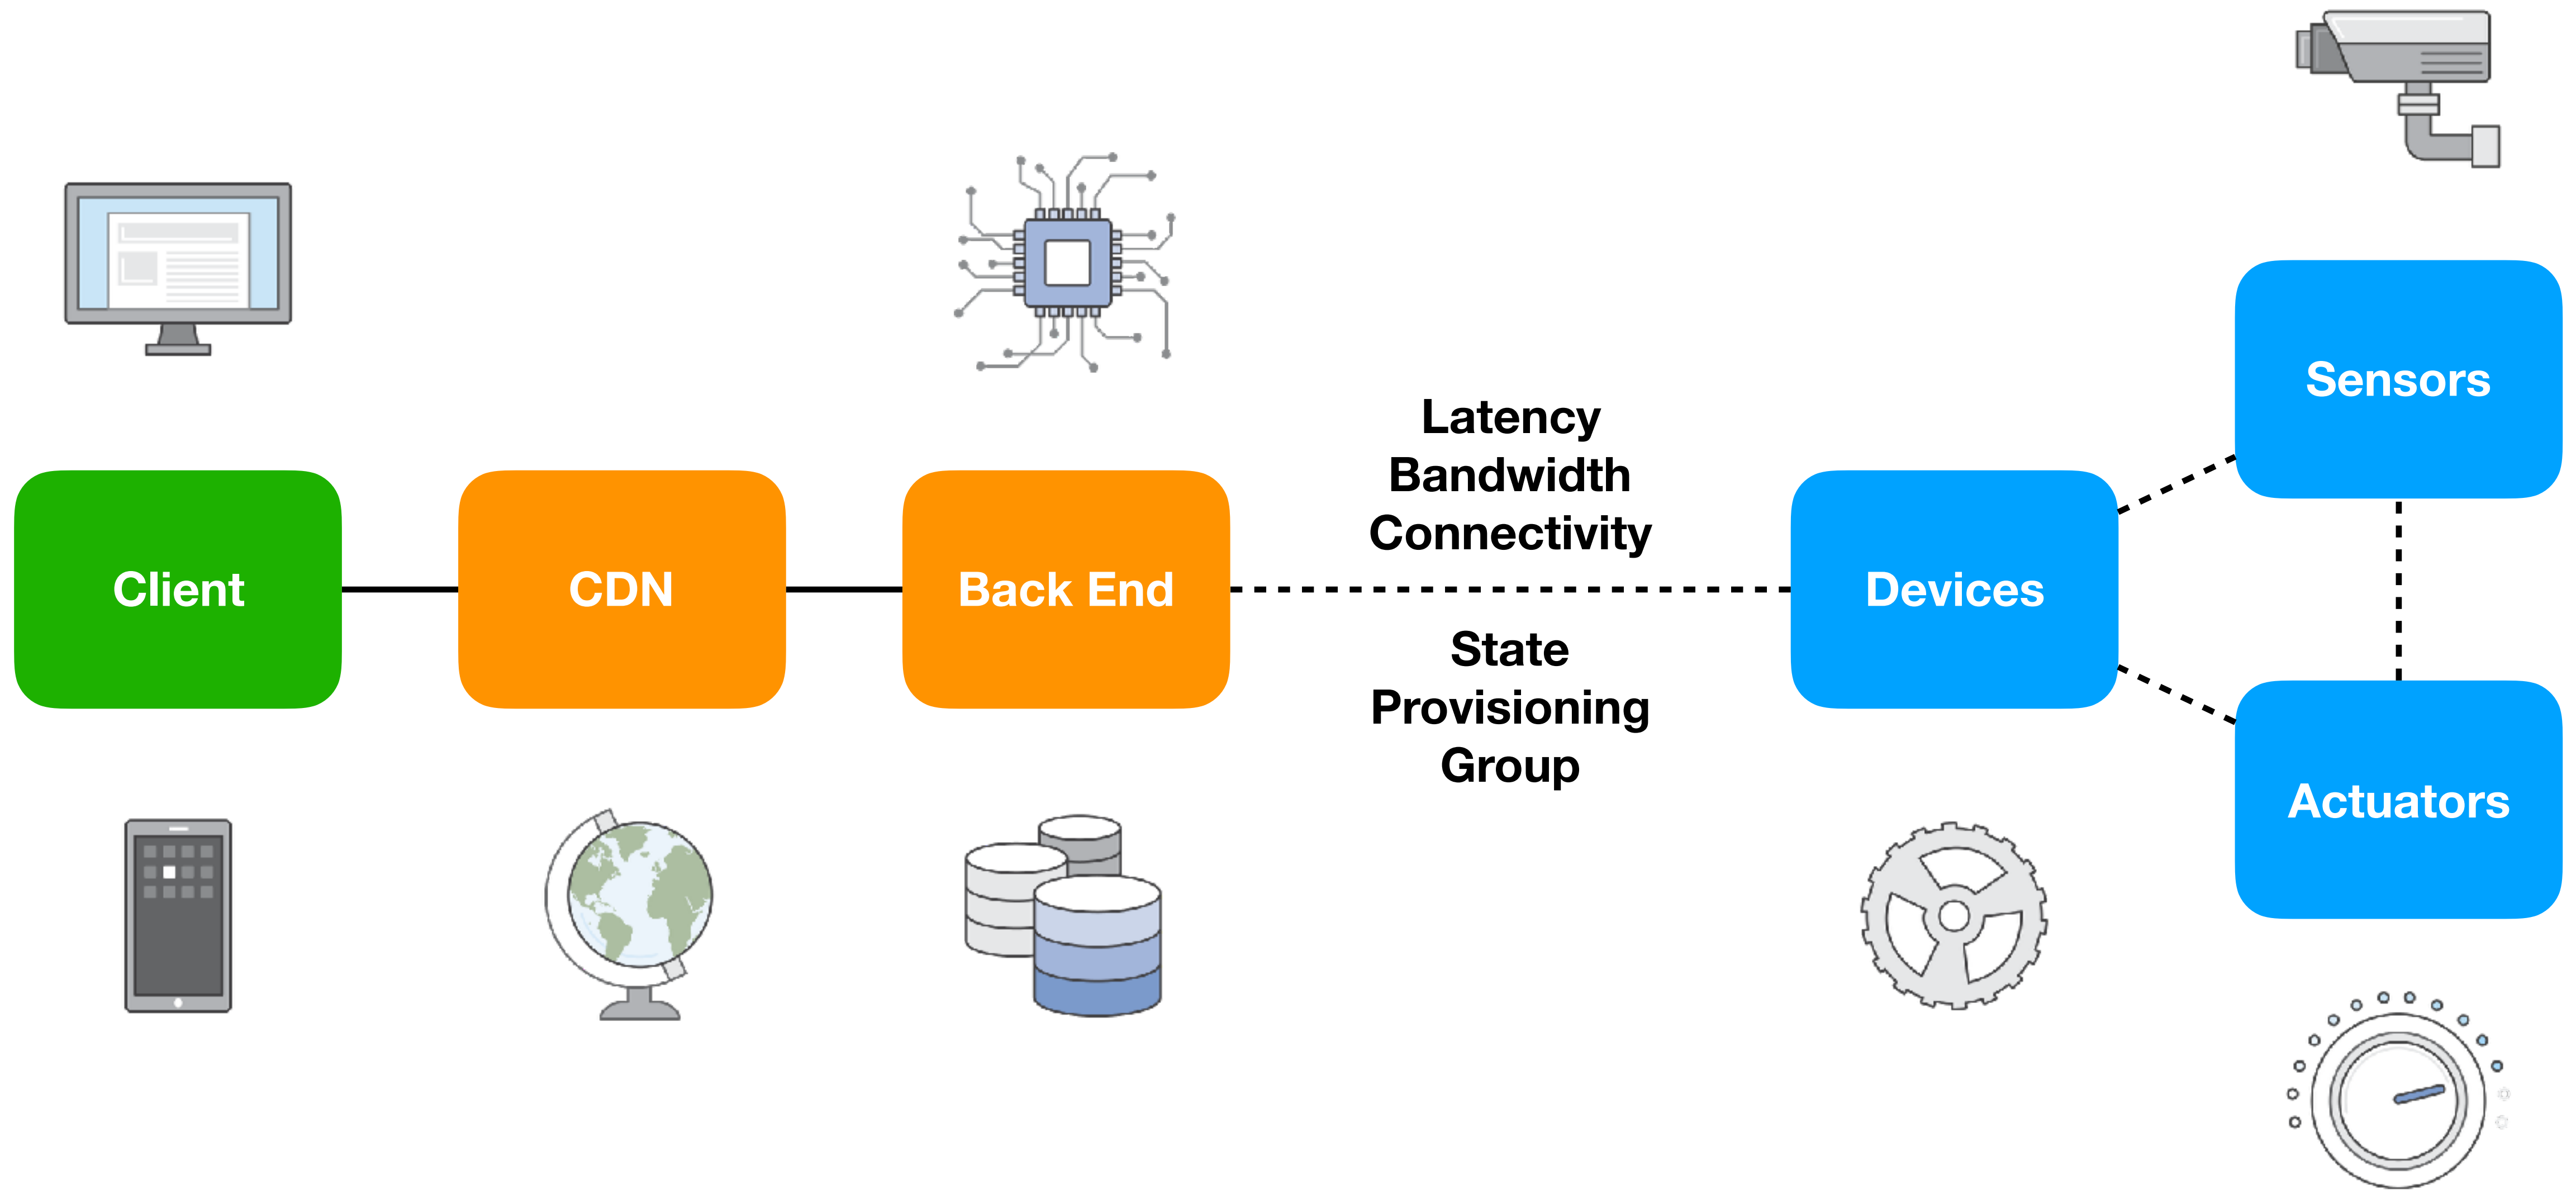 Client
CDN
Back End
Latency
Bandwidth
Connectivity
State
Provisioning
Group
Devices
Sensors
Actuators